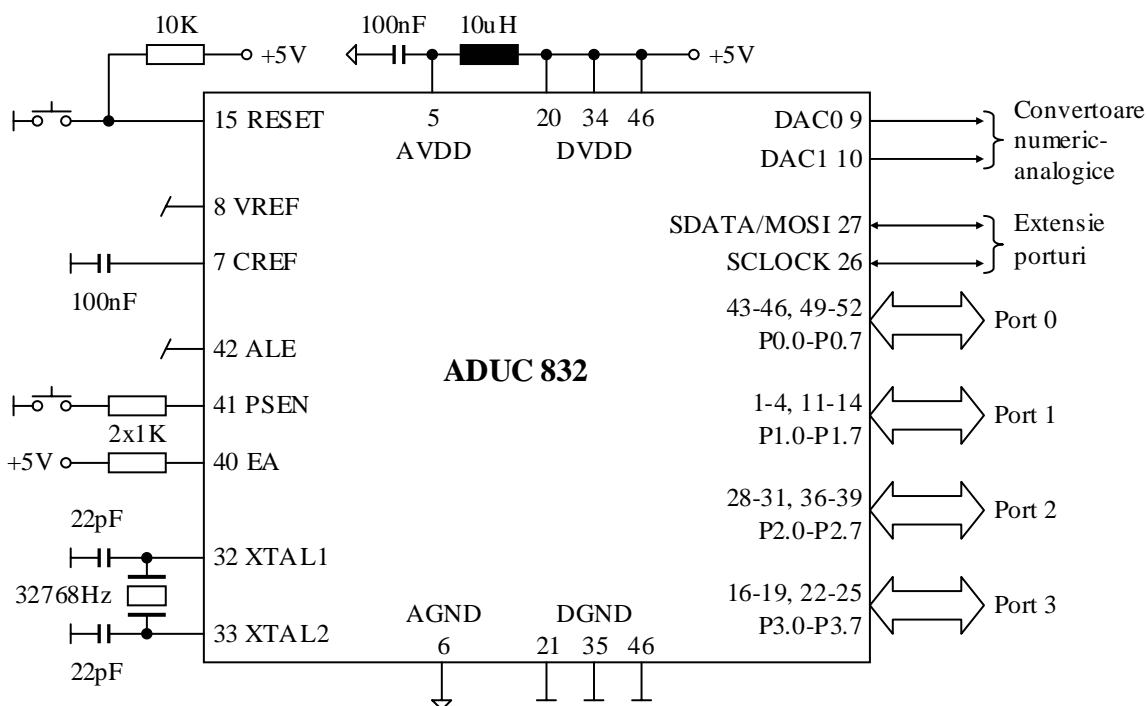 10K
+5V
100nF
10uH
+5V
15 RESET
5
20
34
46
AVDD
DVDD
DAC0 9
DAC1 10
Convertoare
numeric-
analogice
8 VREF
SDATA/MOSI 27
SCLOCK 26
Extensie
porturi
7 CREF
100nF
43-46, 49-52
P0.0-P0.7
Port 0
42 ALE
ADUC 832
41 PSEN
2x1K
1-4, 11-14
P1.0-P1.7
Port 1
+5V
40 EA
28-31, 36-39
P2.0-P2.7
Port 2
22pF
32 XTAL1
32768Hz
33 XTAL2
22pF
16-19, 22-25
P3.0-P3.7
Port 3
AGND
DGND
6
21
35
46